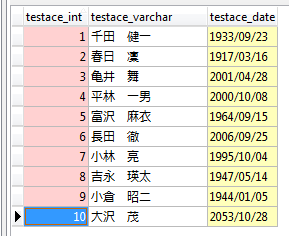 testace_int testace_varchar testace_date
1 千田　健一 1933/09/23
2 春日　凜 1917/03/16
3 亀井　舞 2001/04/28
4 平林　一男 2000/10/08
5 富沢　麻衣 1964/09/15
6 長田　徹 2006/09/25
7 小林　亮 1995/10/04
8 吉永　瑛太 1947/05/14
9 小倉　昭二 1944/01/05
10 大沢　茂 2053/10/28